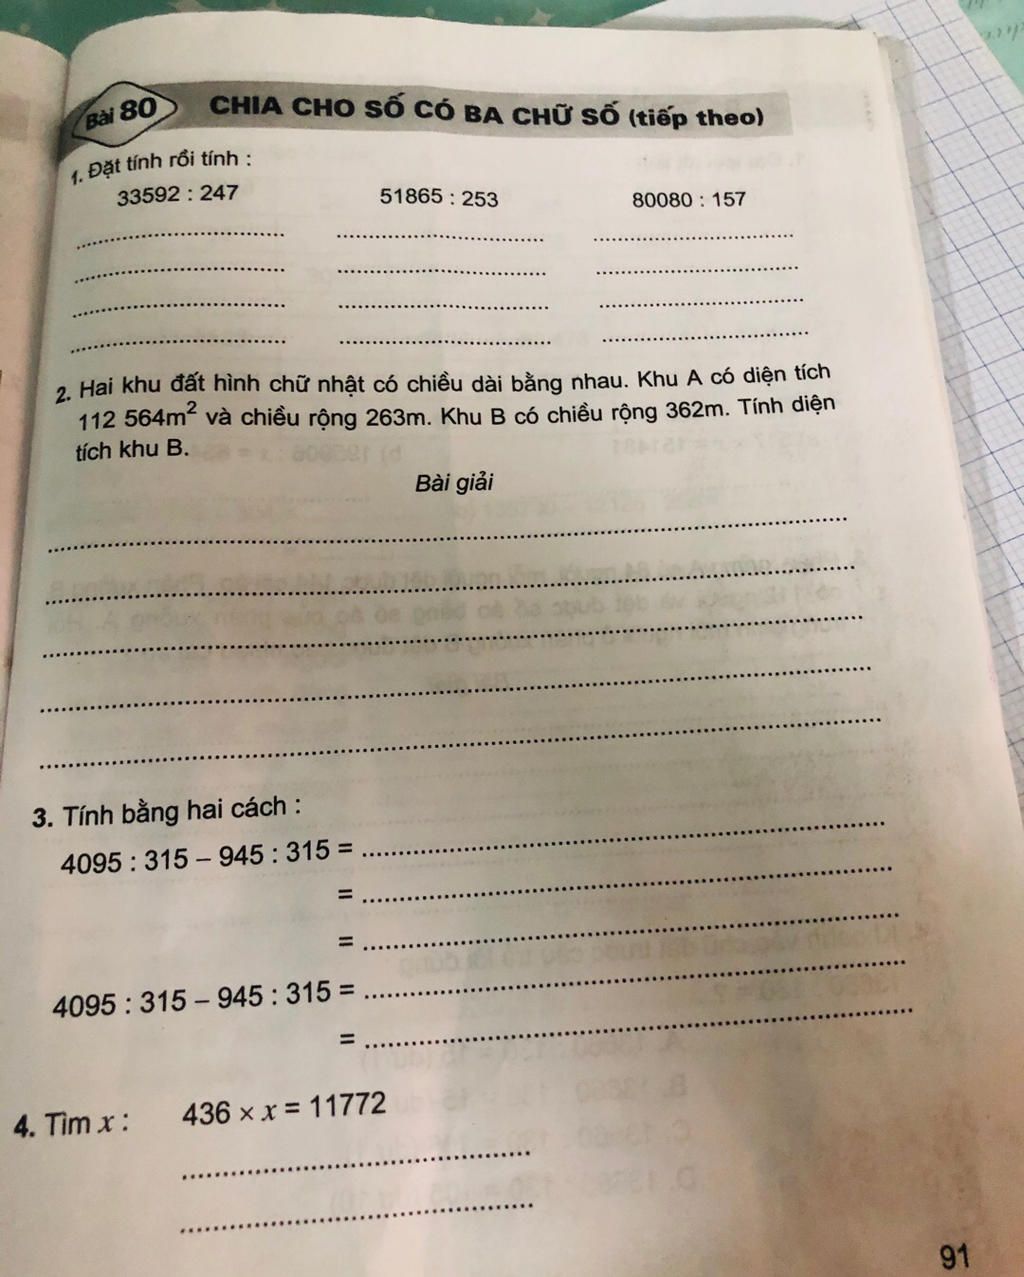 Bài 80 CHIA CHO SỐ CÓ BA CHỮ SỐ (tiếp theo)
1. Đặt tính rồi tính :
33592 : 247 51865 : 253 80080 : 157
2. Hai khu đất hình chữ nhật có chiều dài bằng nhau. Khu A có diện tích
112 564m² và chiều rộng 263m. Khu B có chiều rộng 362m. Tính diện
tích khu B.
Bài giải
3. Tính bằng hai cách :
4095 : 315 – 945 : 315 =
=
=
4095 : 315 – 945 : 315 =
=
4. Tìm x : 436 × x = 11772
91